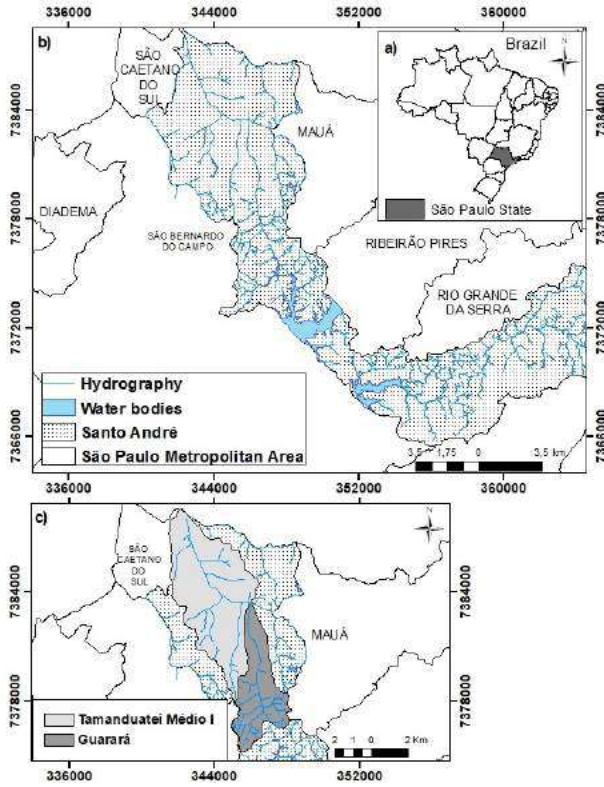 336000 344000 352000 360000
b)
SÃO
CAETANO
DO
SUL
a)
Brazil
N
São Paulo State
7384000
7378000
7372000
7366000
7384000
7378000
7372000
7366000
MAUÁ
DIADEMA
SÃO BERNARDO
DO CAMPO
RIBEIRÃO PIRES
RIO GRANDE
DA SERRA
Hydrography
Water bodies
Santo André
São Paulo Metropolitan Area
3,5 1,75 0 3,5 km
336000 344000 352000 360000
c)
N
SÃO
CAETANO
DO
SUL
MAUÁ
7384000
7378000
7384000
7378000
Tamanduateí Médio I
Guarará
2 1 0 2 Km
336000 344000 352000